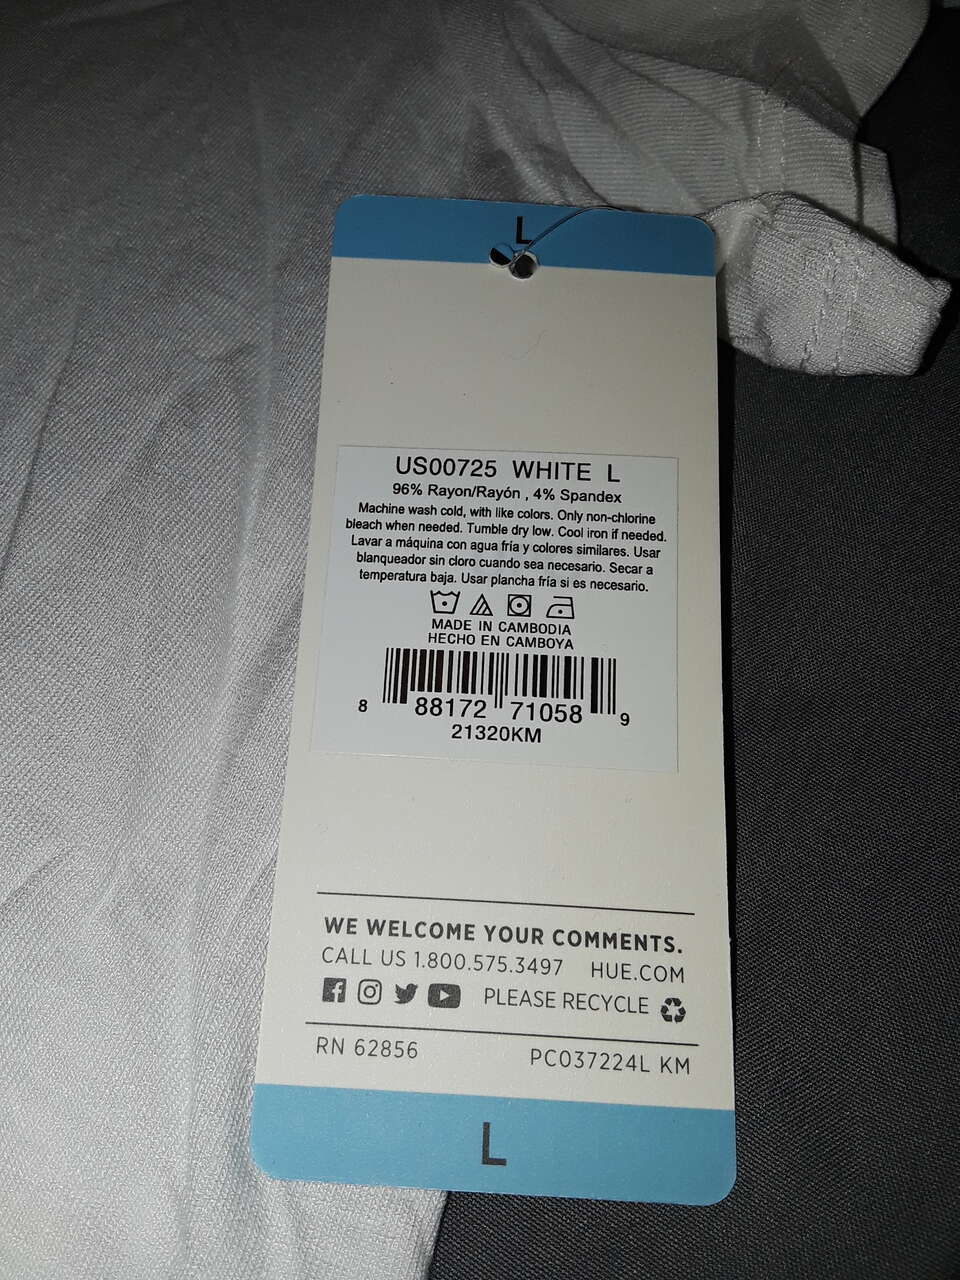 L
US00725 WHITE L
96% Rayon/Rayón , 4% Spandex
Machine wash cold, with like colors. Only non-chlorine
bleach when needed. Tumble dry low. Cool iron if needed.
Lavar a máquina con agua fría y colores similares. Usar
blanqueador sin cloro cuando sea necesario. Secar a
temperatura baja. Usar plancha fría si es necesario.
MADE IN CAMBODIA
HECHO EN CAMBOYA
8 88172 71058 9
21320KM
WE WELCOME YOUR COMMENTS.
CALL US 1.800.575.3497 HUE.COM
PLEASE RECYCLE
RN 62856 PC037224L KM
L